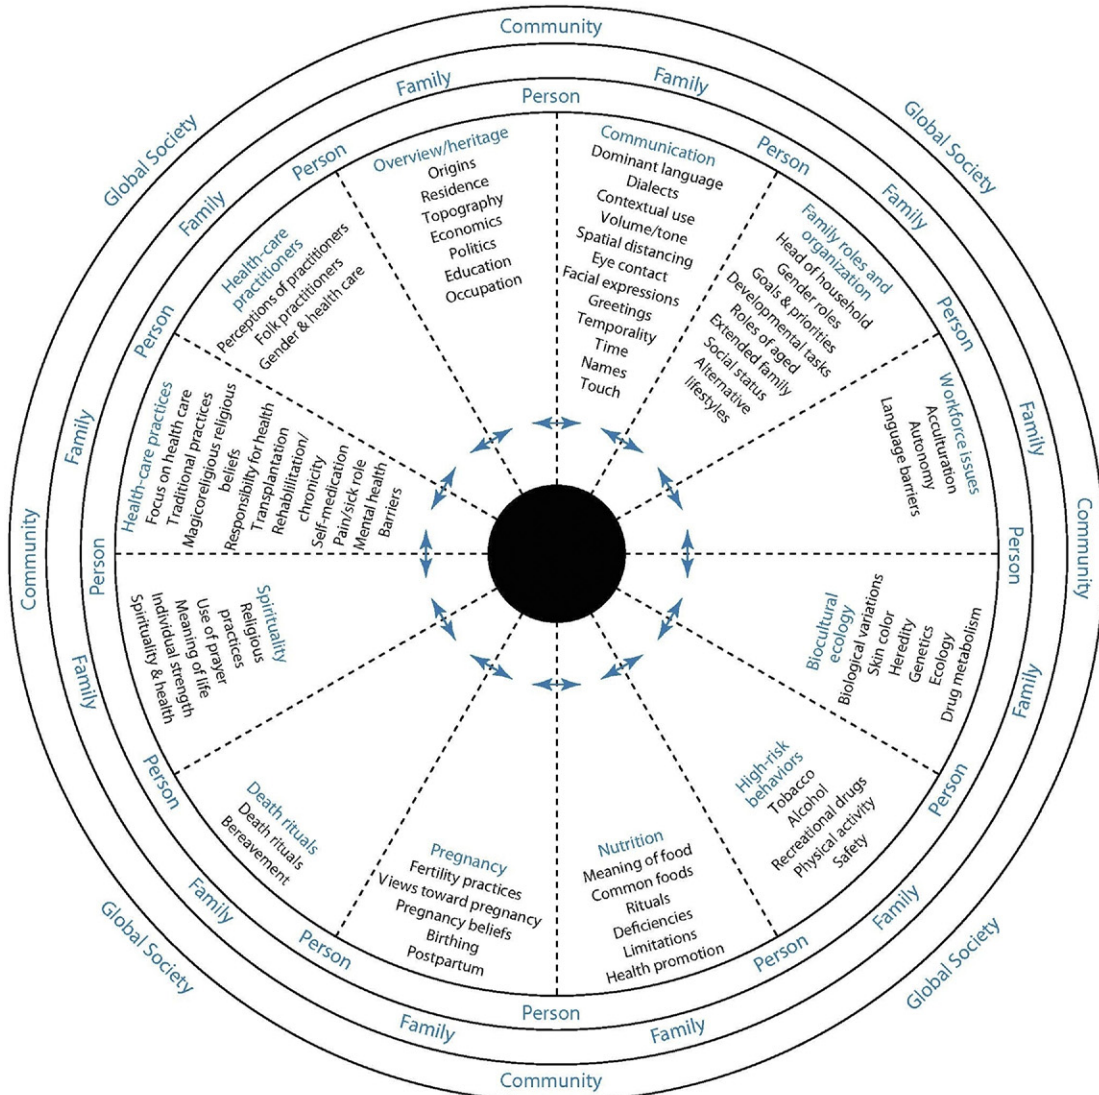 Community
Family
Family
Person
Global Society
Global Society
Person
Person
Family
Family
Overview/heritage
Origins
Residence
Topography
Economics
Politics
Education
Occupation
Communication
Dominant language
Dialects
Contextual use
Volume/tone
Spatial distancing
Eye contact
Facial expressions
Greetings
Temporality
Time
Names
Touch
Family roles and
organization
Head of household
Gender roles
Goals & priorities
Developmental tasks
Roles of aged
Extended family
Social status
Alternative
lifestyles
Person
Family
Workforce issues
Acculturation
Autonomy
Language barriers
Person
Community
Biocultural
ecology
Biological variations
Skin color
Heredity
Genetics
Ecology
Drug metabolism
Family
Person
High-risk
behaviors
Tobacco
Alcohol
Recreational drugs
Physical activity
Safety
Family
Person
Global Society
Nutrition
Meaning of food
Common foods
Rituals
Deficiencies
Limitations
Health promotion
Person
Family
Community
Pregnancy
Fertility practices
Views toward pregnancy
Pregnancy beliefs
Birthing
Postpartum
Family
Person
Death rituals
Death rituals
Bereavement
Family
Global Society
Person
Spirituality
Religious
practices
Use of prayer
Meaning of life
Individual strength
Spirituality & health
Family
Person
Community
Health-care practices
Focus on health care
Traditional practices
Magicoreligious religious
beliefs
Responsibilty for health
Transplantation
Rehablilitation/
chronicity
Self-medication
Pain/sick role
Mental health
Barriers
Family
Person
Health-care
practitioners
Perceptions of practitioners
Folk practitioners
Gender & health care